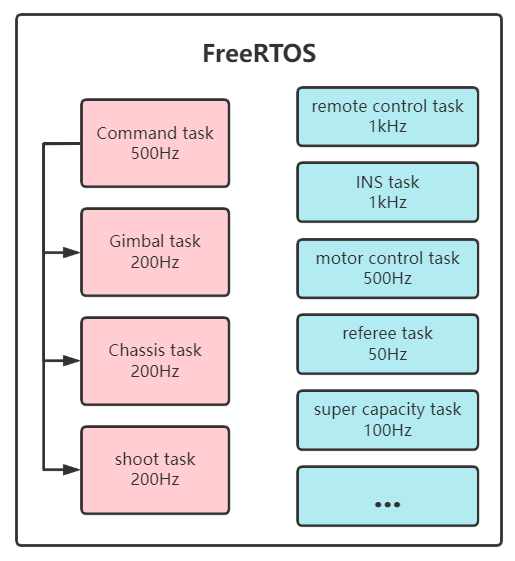 FreeRTOS
Command task
500Hz
Gimbal task
200Hz
Chassis task
200Hz
shoot task
200Hz
remote control task
1kHz
INS task
1kHz
motor control task
500Hz
referee task
50Hz
super capacity task
100Hz
...